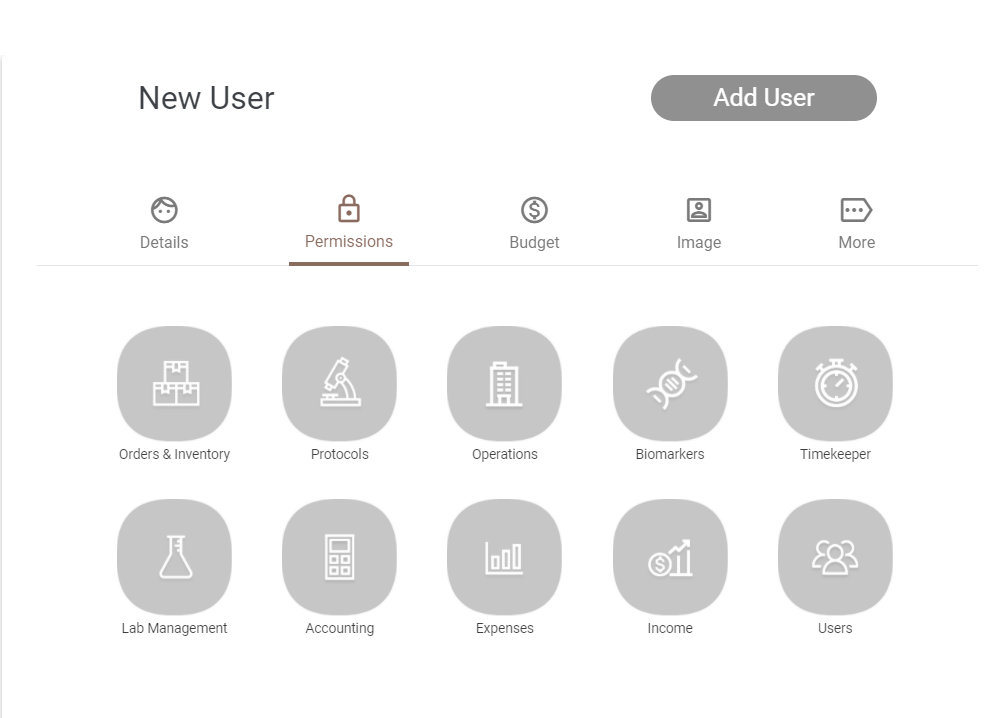 New User
Add User
Details
Permissions
Budget
Image
More
Orders & Inventory
Protocols
Operations
Biomarkers
Timekeeper
Lab Management
Accounting
Expenses
Income
Users